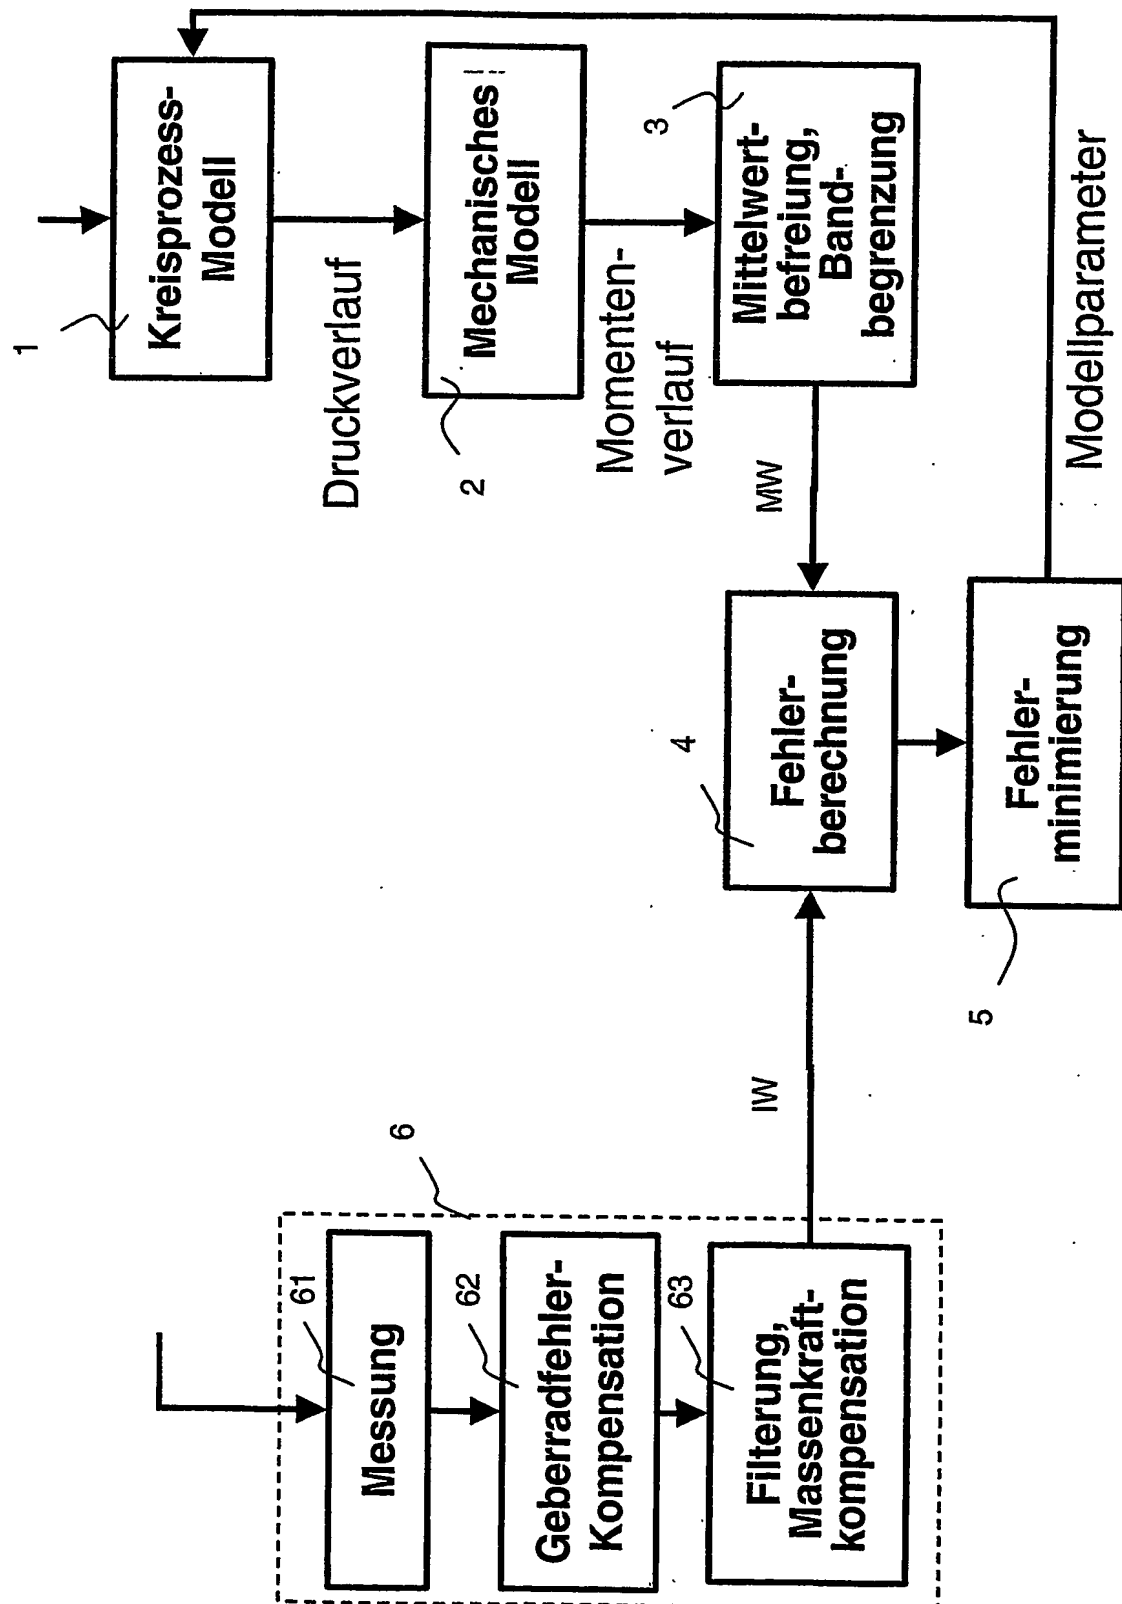 1
Kreisprozess-
Modell
Druckverlauf
2
Mechanisches
Modell
Momenten-
verlauf
3
Mittelwert-
befreiung,
Band-
begrenzung
MW
4
Fehler-
berechnung
5
Fehler-
minimierung
Modellparameter
IW
6
61
Messung
62
Geberradfehler-
Kompensation
63
Filterung,
Massenkraft-
kompensation